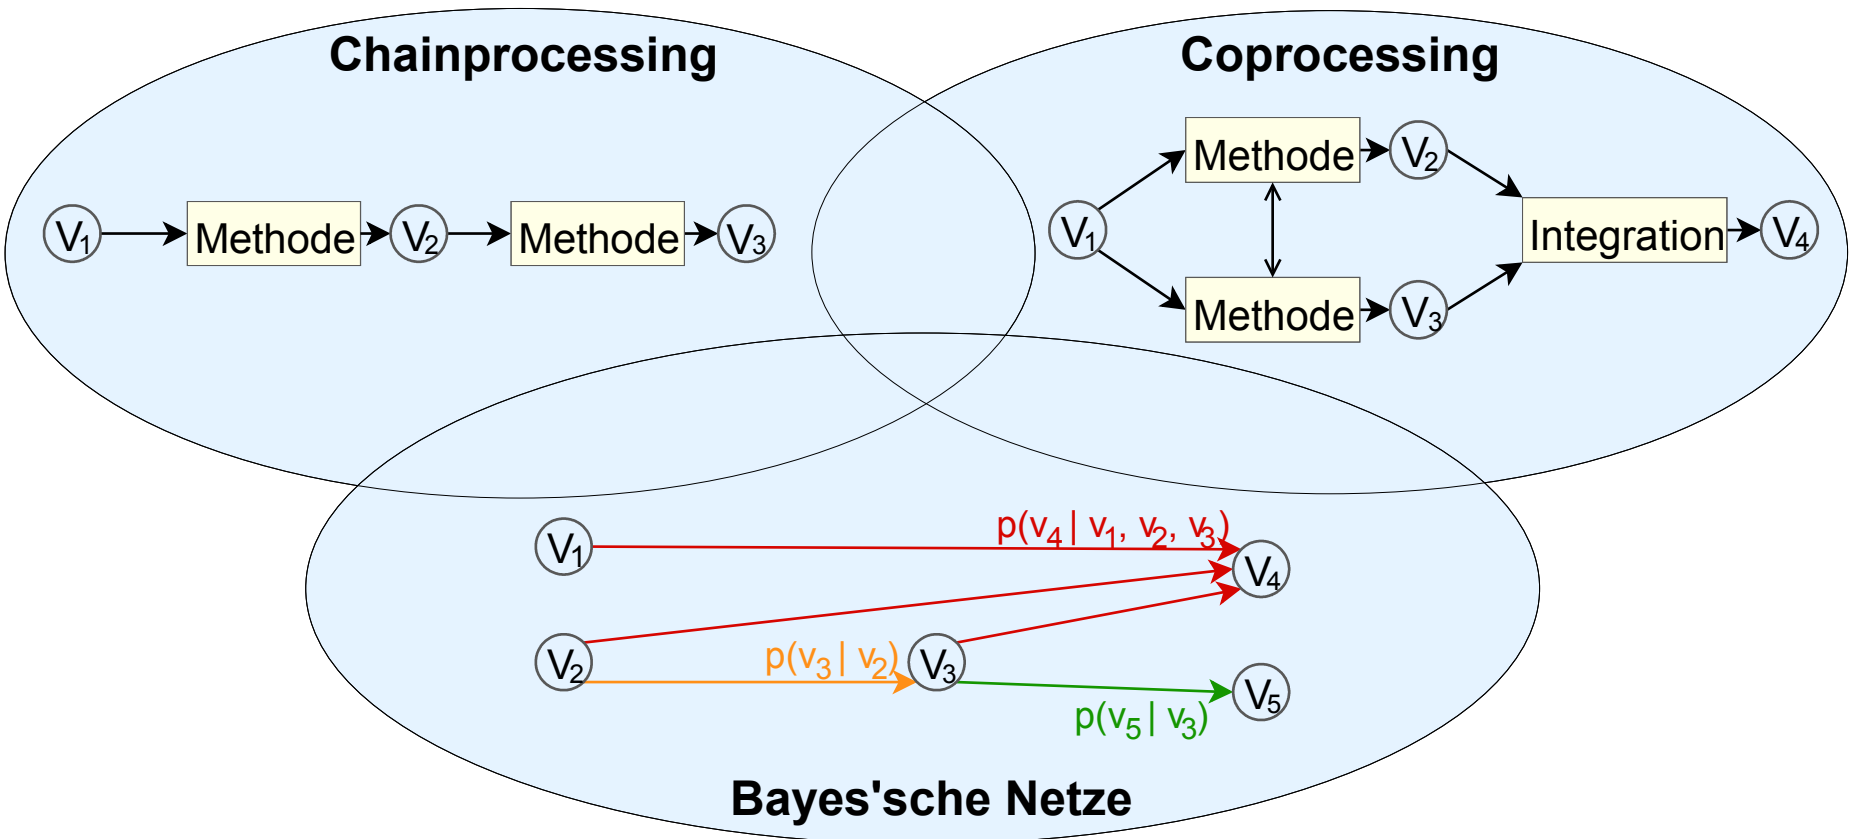 Chainprocessing
V1 Methode V2 Methode V3
Coprocessing
Methode V2
V1 Integration V4
Methode V3
p(v4 | v1, v2, v3)
V1 V4
V2 p(v3 | v2) V3 V5
p(v5 | v3)
Bayes'sche Netze